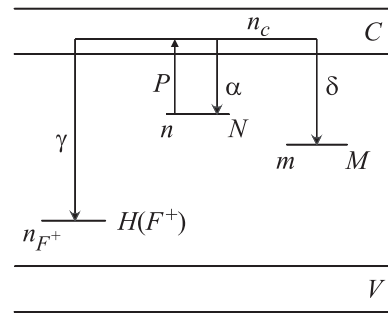 n_c C
P α δ
n N
γ m M
n_{F^+} H(F^+)
V